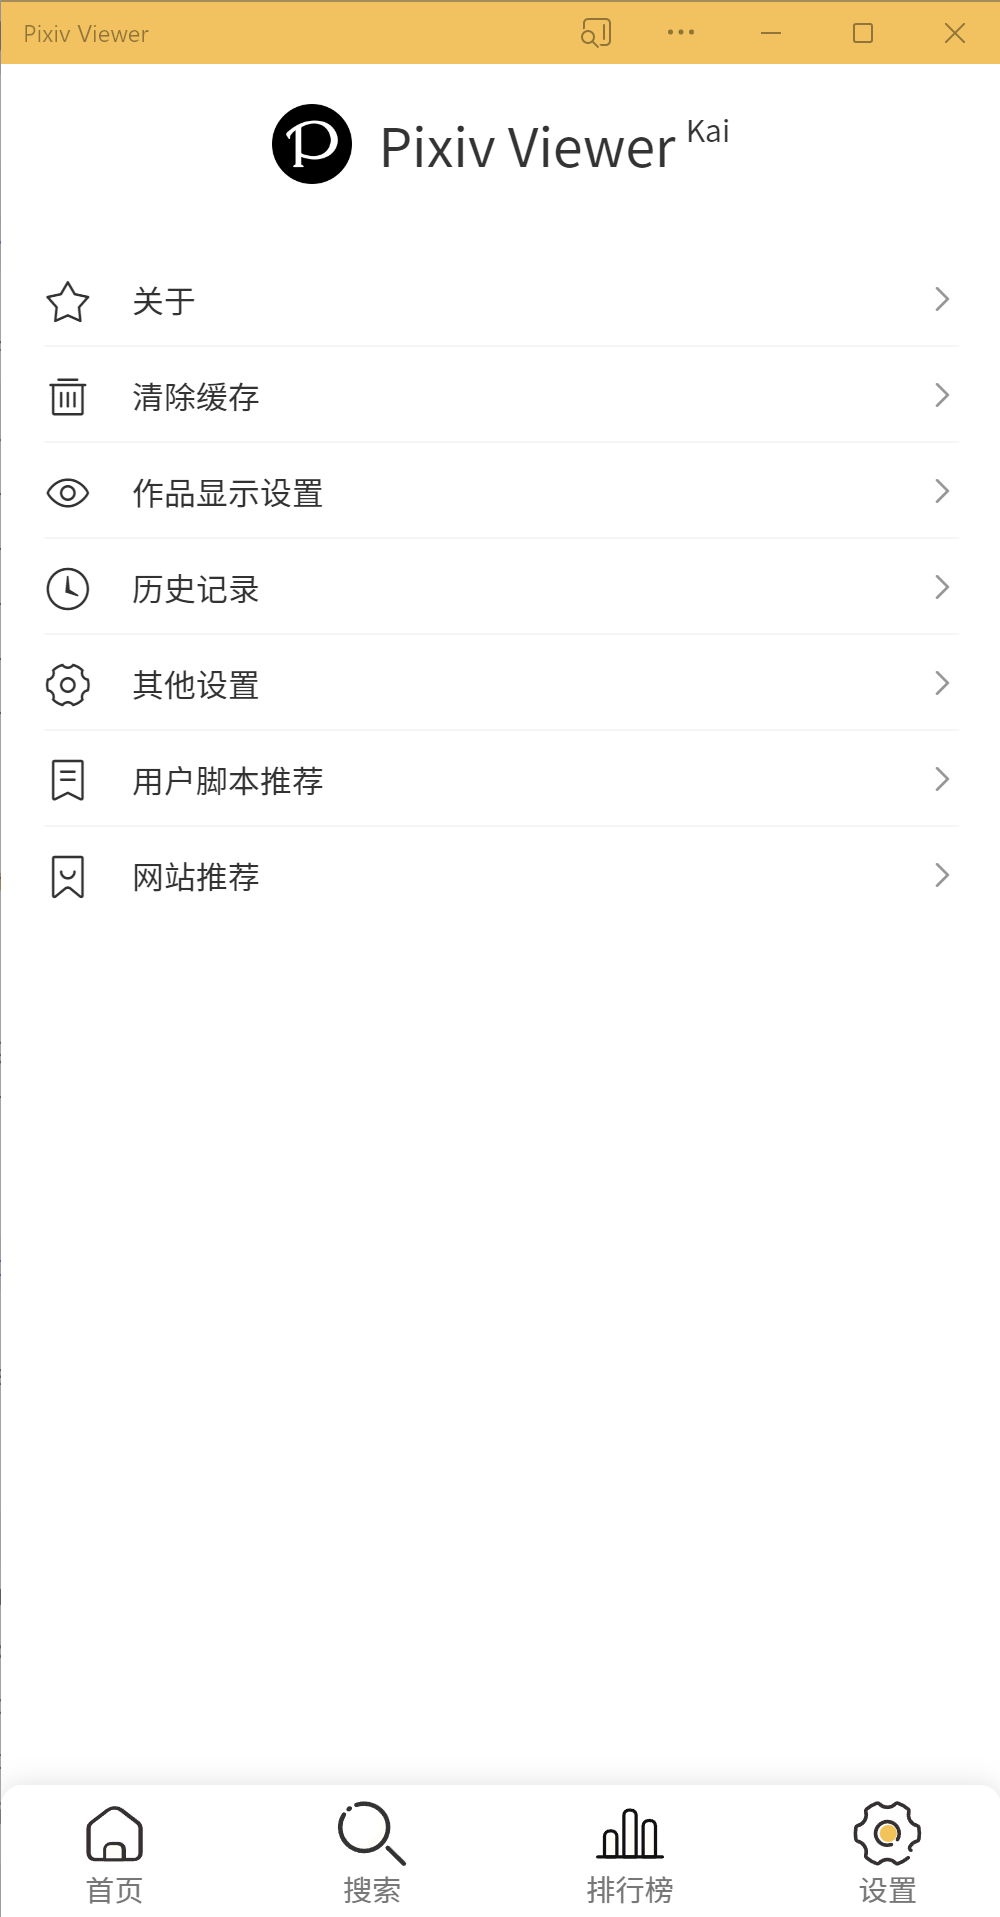 Pixiv Viewer
Pixiv Viewer Kai
关于
清除缓存
作品显示设置
历史记录
其他设置
用户脚本推荐
网站推荐
首页
搜索
排行榜
设置